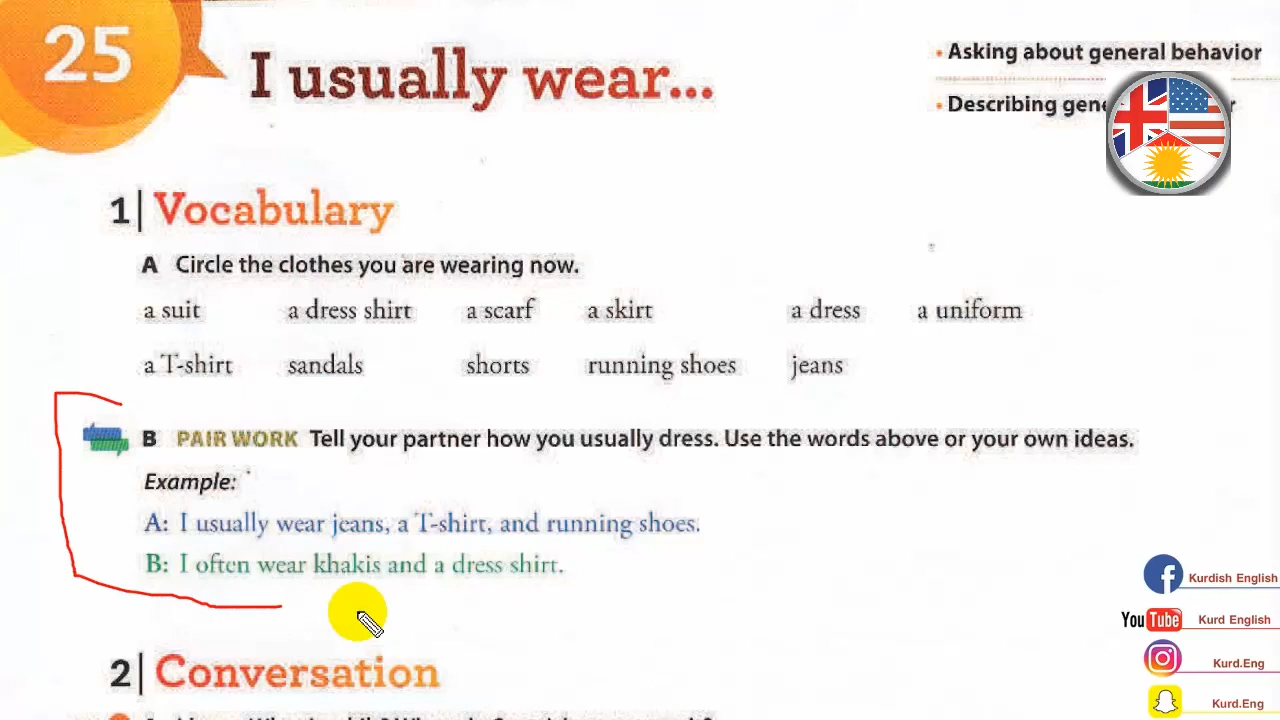 25
I usually wear...
• Asking about general behavior
• Describing
1 | Vocabulary
A Circle the clothes you are wearing now.
a suit a dress shirt a scarf a skirt a dress a uniform
a T-shirt sandals shorts running shoes jeans
B PAIR WORK Tell your partner how you usually dress. Use the words above or your own ideas.
Example:
A: I usually wear jeans, a T-shirt, and running shoes.
B: I often wear khakis and a dress shirt.
2 | Conversation
Kurdish English
YouTube Kurd English
Kurd.Eng
Kurd.Eng